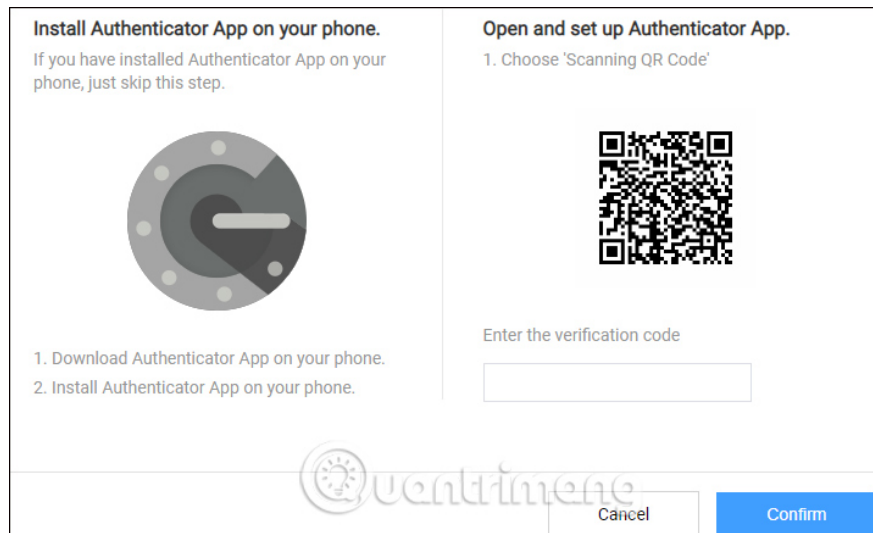 Install Authenticator App on your phone.
If you have installed Authenticator App on your
phone, just skip this step.
1. Download Authenticator App on your phone.
2. Install Authenticator App on your phone.
Open and set up Authenticator App.
1. Choose 'Scanning QR Code'
Enter the verification code
Quantrimang
Cancel
Confirm